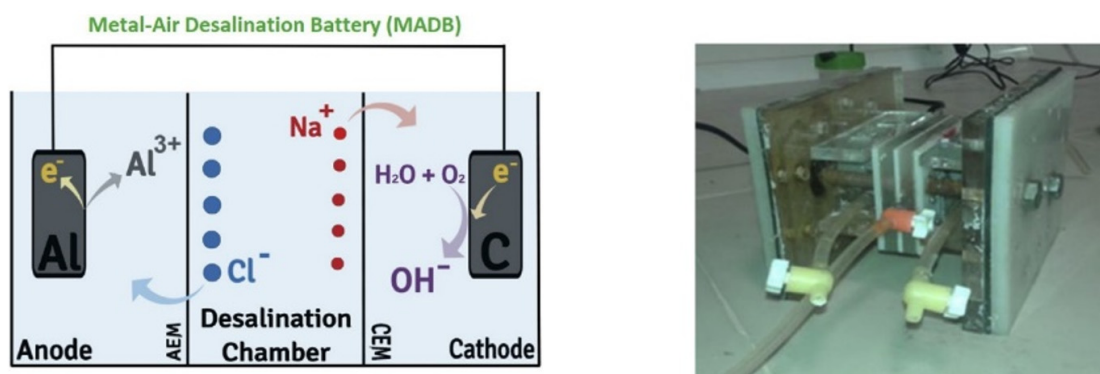 Metal-Air Desalination Battery (MADB)
e⁻
Al
Al³⁺
Anode
AEM
Na⁺
Cl⁻
Desalination
Chamber
CEM
H₂O + O₂
OH⁻
e⁻
C
Cathode